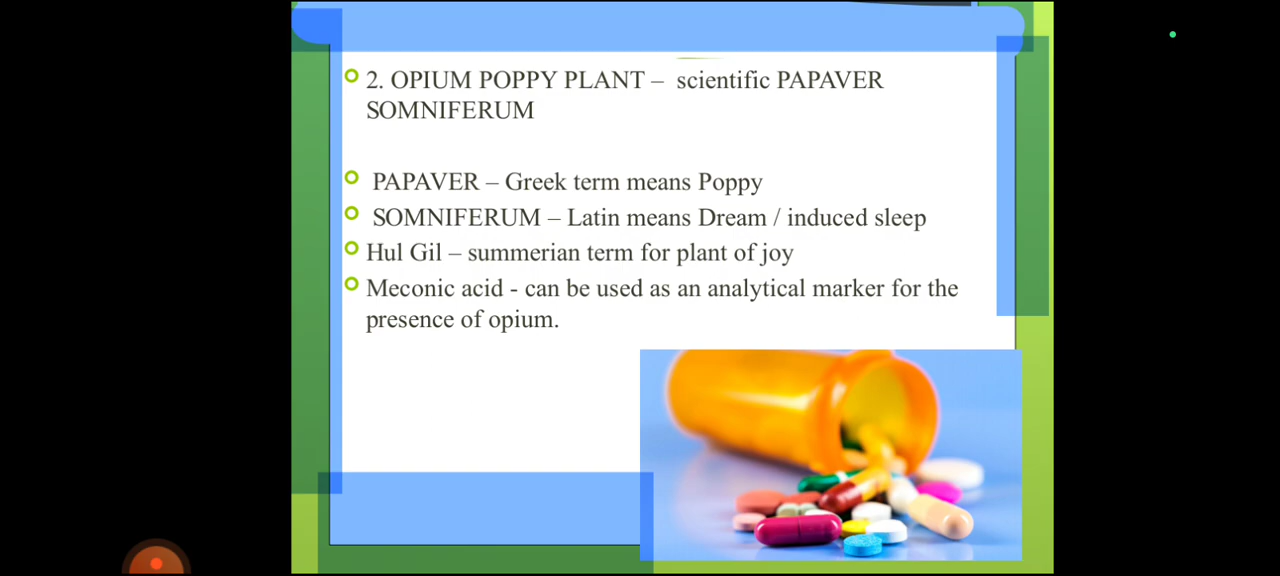 2. OPIUM POPPY PLANT – scientific PAPAVER
SOMNIFERUM
PAPAVER – Greek term means Poppy
SOMNIFERUM – Latin means Dream / induced sleep
Hul Gil – summerian term for plant of joy
Meconic acid - can be used as an analytical marker for the
presence of opium.